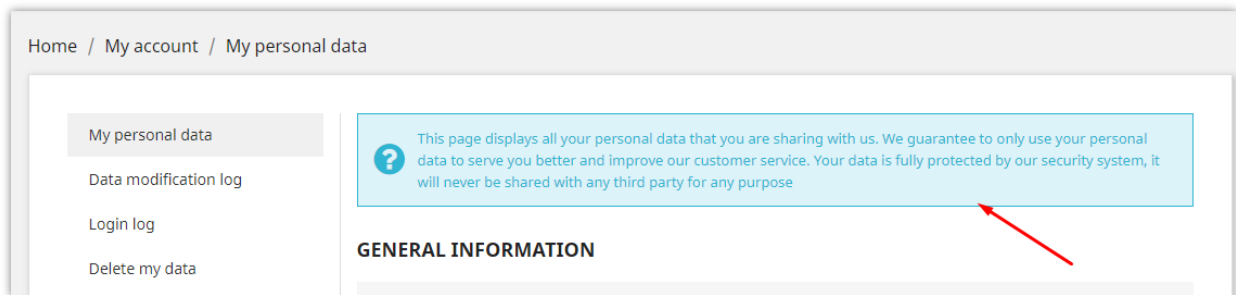 Home / My account / My personal data
My personal data
Data modification log
Login log
Delete my data
This page displays all your personal data that you are sharing with us. We guarantee to only use your personal
data to serve you better and improve our customer service. Your data is fully protected by our security system, it
will never be shared with any third party for any purpose
GENERAL INFORMATION